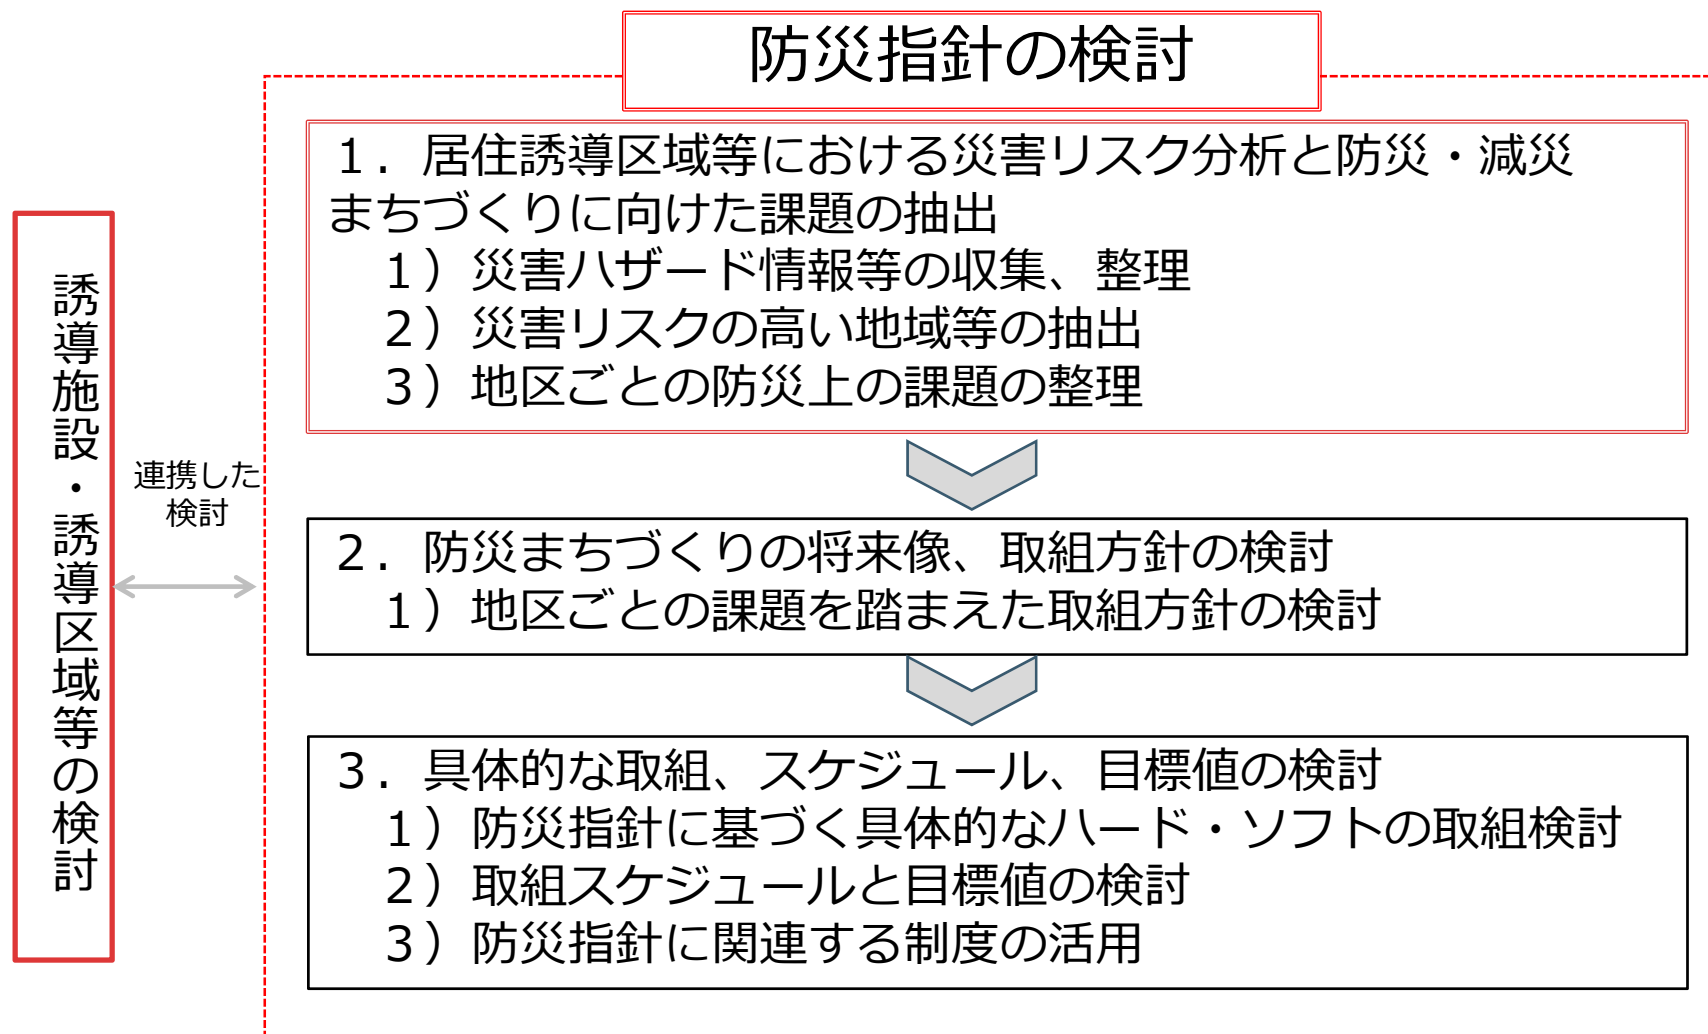 防災指針の検討
１．居住誘導区域等における災害リスク分析と防災・減災
まちづくりに向けた課題の抽出
１）災害ハザード情報等の収集、整理
２）災害リスクの高い地域等の抽出
３）地区ごとの防災上の課題の整理
誘導施設・誘導区域等の検討
連携した
検討
２．防災まちづくりの将来像、取組方針の検討
１）地区ごとの課題を踏まえた取組方針の検討
３．具体的な取組、スケジュール、目標値の検討
１）防災指針に基づく具体的なハード・ソフトの取組検討
２）取組スケジュールと目標値の検討
３）防災指針に関連する制度の活用